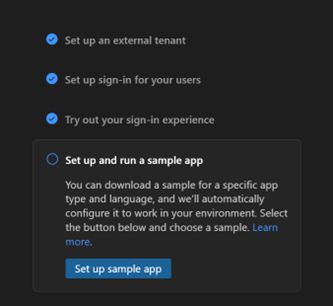 Set up an external tenant
Set up sign-in for your users
Try out your sign-in experience
Set up and run a sample app
You can download a sample for a specific app
type and language, and we'll automatically
configure it to work in your environment. Select
the button below and choose a sample. Learn
more.
Set up sample app